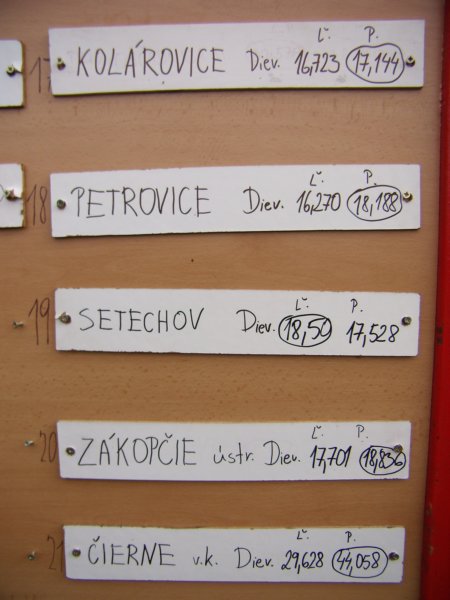 Ľ. P.
17 KOLÁROVICE Diev. 16,723 17,144
Ľ. P.
18 PETROVICE Diev. 16,270 18,188
Ľ. P.
19 SETECHOV Diev. 18,50 17,528
Ľ. P.
20 ZÁKOPČIE ústr. Diev. 17,701 18,836
Ľ. P.
21 ČIERNE v.k. Diev. 29,628 44,058